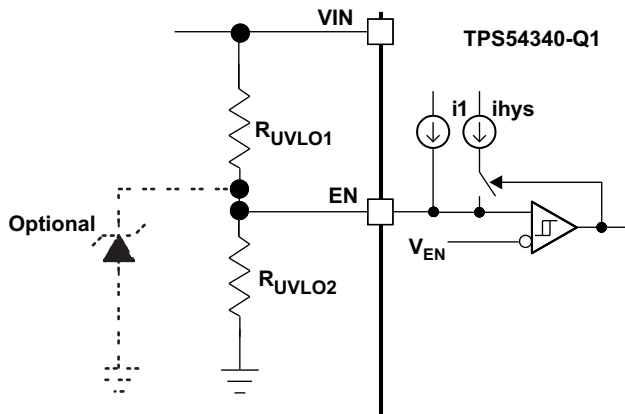 VIN
TPS54340-Q1
i1 ihys
RUVLO1
EN
Optional
VEN
RUVLO2